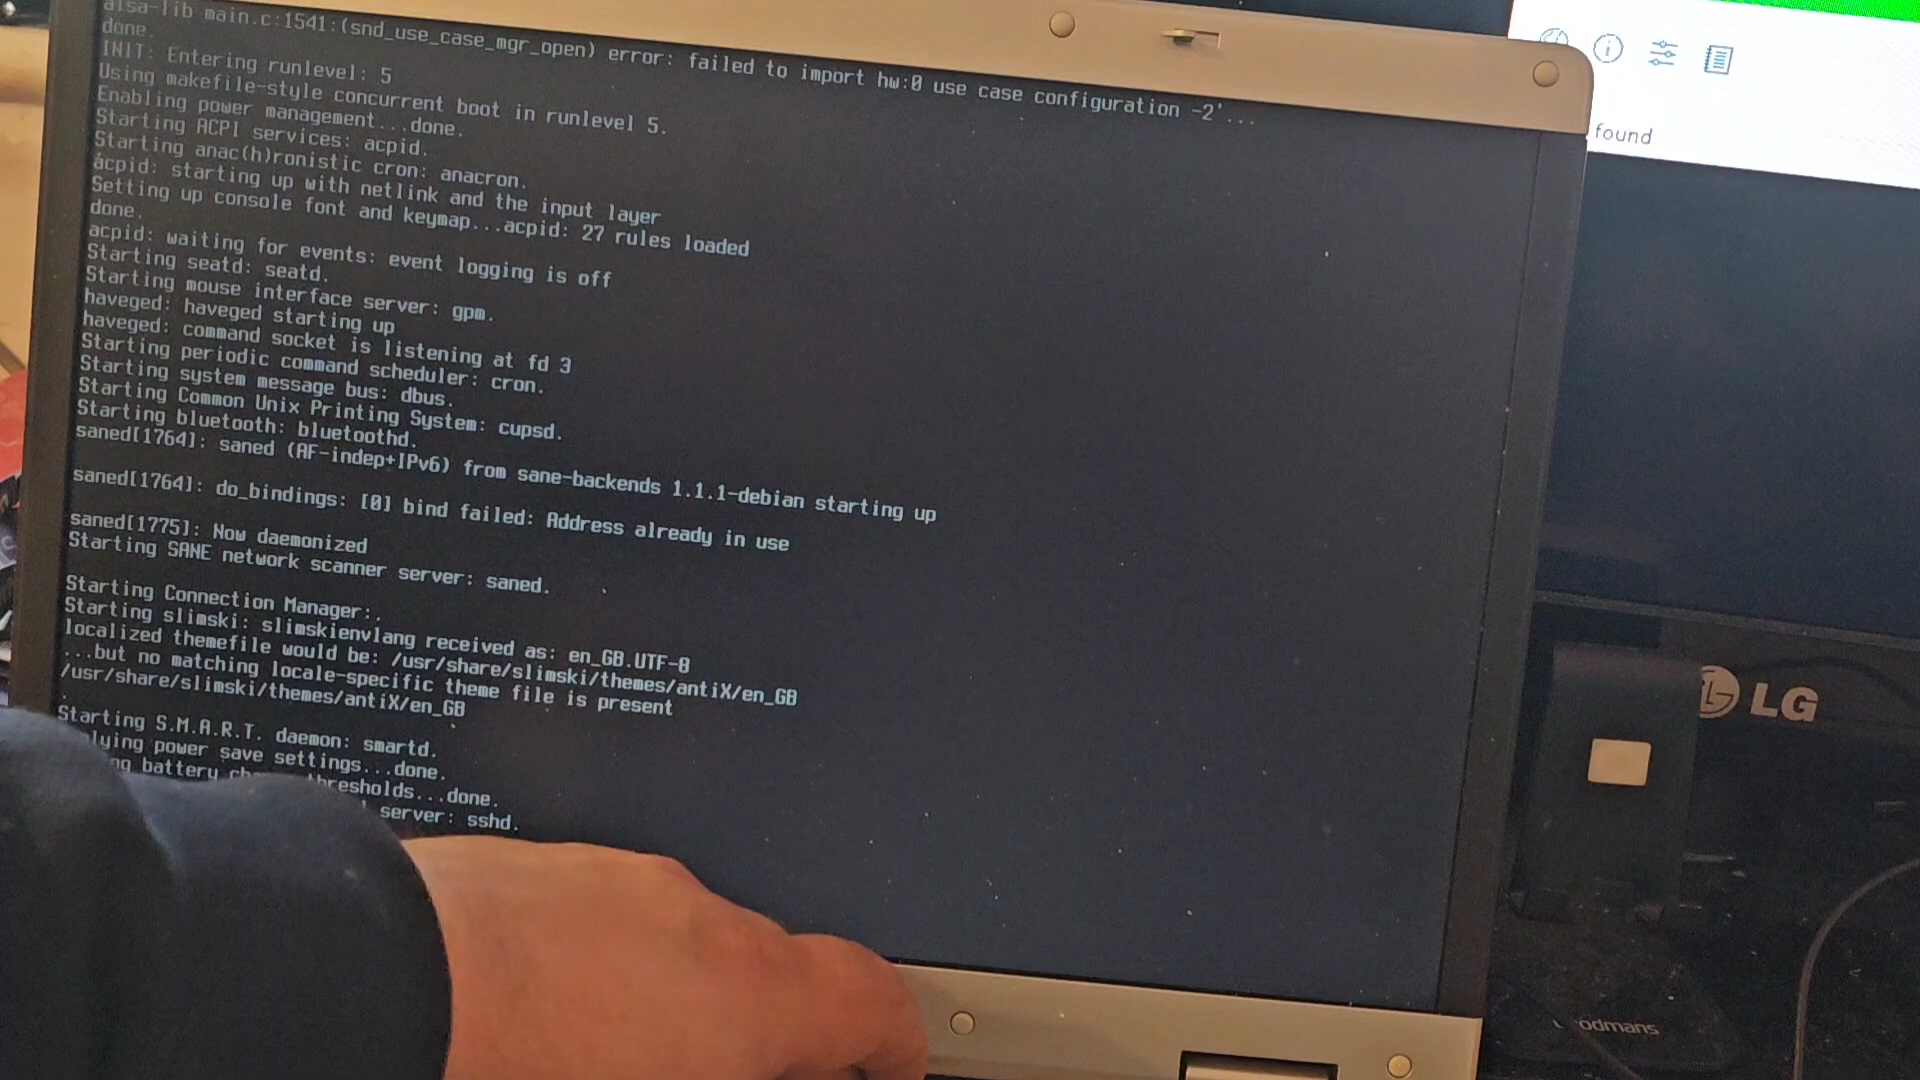 alsa-lib main.c:1541:(snd_use_case_mgr_open) error: failed to import hw:0 use case configuration -2'...
done.
INIT: Entering runlevel: 5
Using makefile-style concurrent boot in runlevel 5.
Enabling power management...done.
Starting ACPI services: acpid.
Starting anac(h)ronistic cron: anacron.
acpid: starting up with netlink and the input layer
Setting up console font and keymap...acpid: 27 rules loaded
done.
acpid: waiting for events: event logging is off
Starting seatd: seatd.
Starting mouse interface server: gpm.
haveged: haveged starting up
haveged: command socket is listening at fd 3
Starting periodic command scheduler: cron.
Starting system message bus: dbus.
Starting Common Unix Printing System: cupsd.
Starting bluetooth: bluetoothd.
saned[1764]: saned (AF-indep+IPv6) from sane-backends 1.1.1-debian starting up
saned[1764]: do_bindings: [0] bind failed: Address already in use
saned[1775]: Now daemonized
Starting SANE network scanner server: saned.
Starting Connection Manager:.
Starting slimski: slimskienvlang received as: en_GB.UTF-8
localized themefile would be: /usr/share/slimski/themes/antiX/en_GB
...but no matching locale-specific theme file is present
/usr/share/slimski/themes/antiX/en_GB
.
Starting S.M.A.R.T. daemon: smartd.
power save settings...done.
battery thresholds...done.
server: sshd.
found
LG